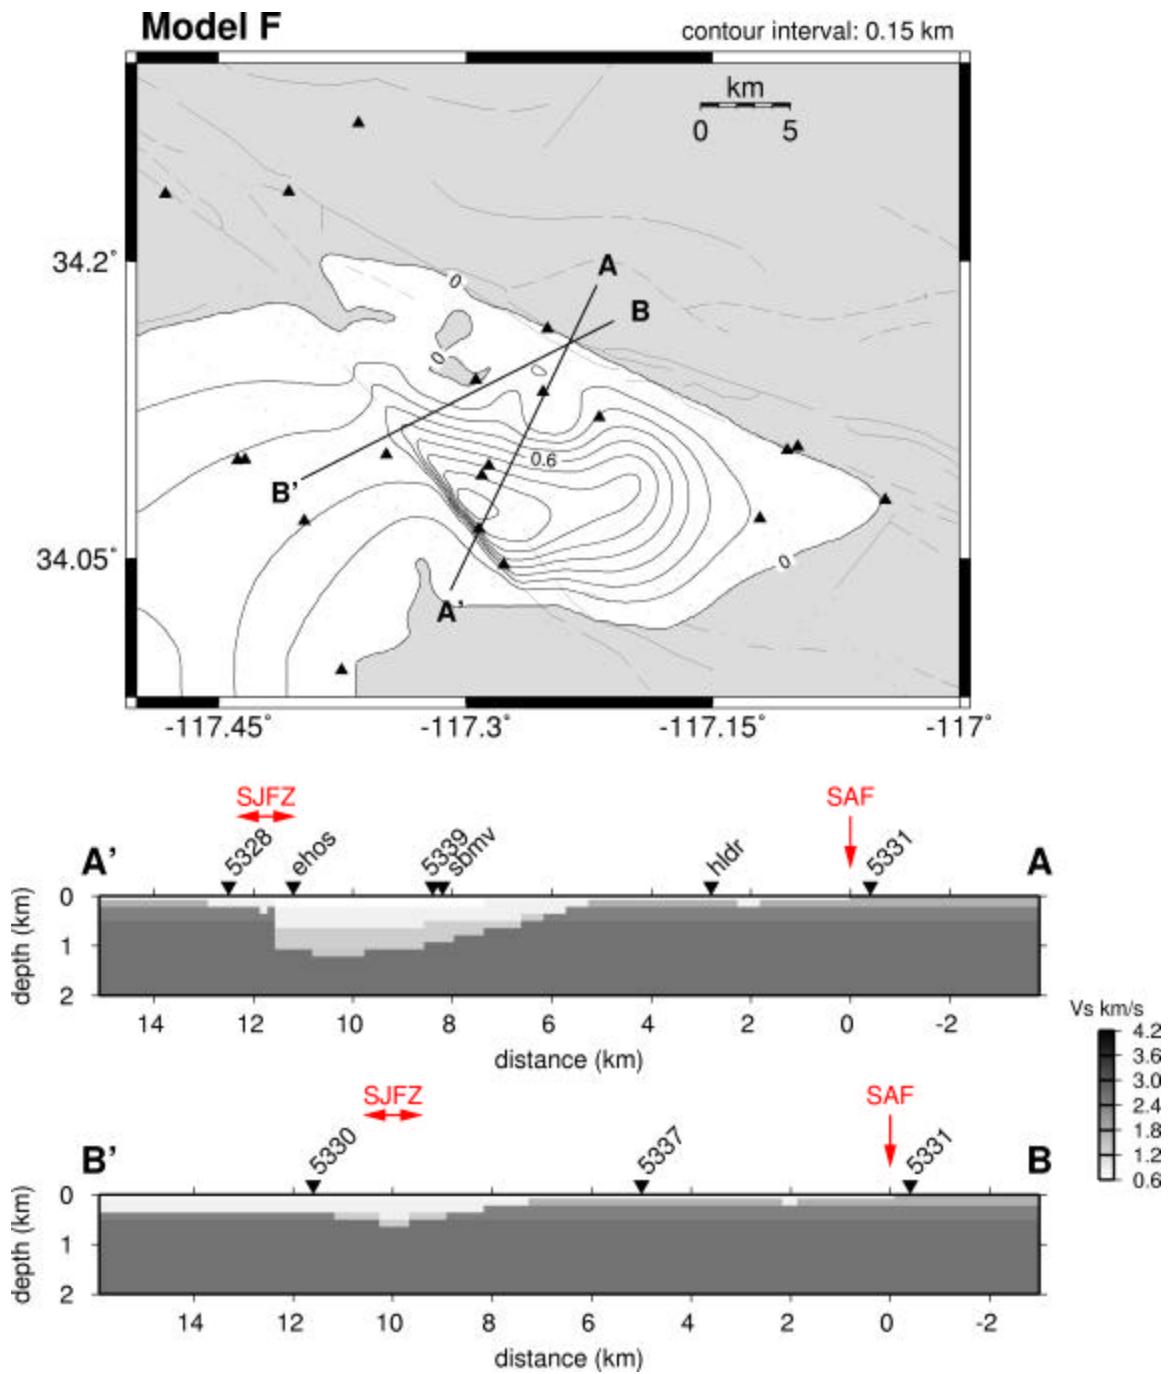 Model F
contour interval: 0.15 km
km
0 5
34.2°
34.05°
A
B
0
0
0.6
B'
0
A'
-117.45° -117.3° -117.15° -117°
SJFZ SAF
A' 5328 ehos 5339 sbmv hldr 5331 A
depth (km)
0
1
2
14 12 10 8 6 4 2 0 -2
distance (km)
Vs km/s
4.2
3.6
3.0
2.4
1.8
1.2
0.6
SJFZ SAF
B' 5330 5337 5331 B
depth (km)
0
1
2
14 12 10 8 6 4 2 0 -2
distance (km)